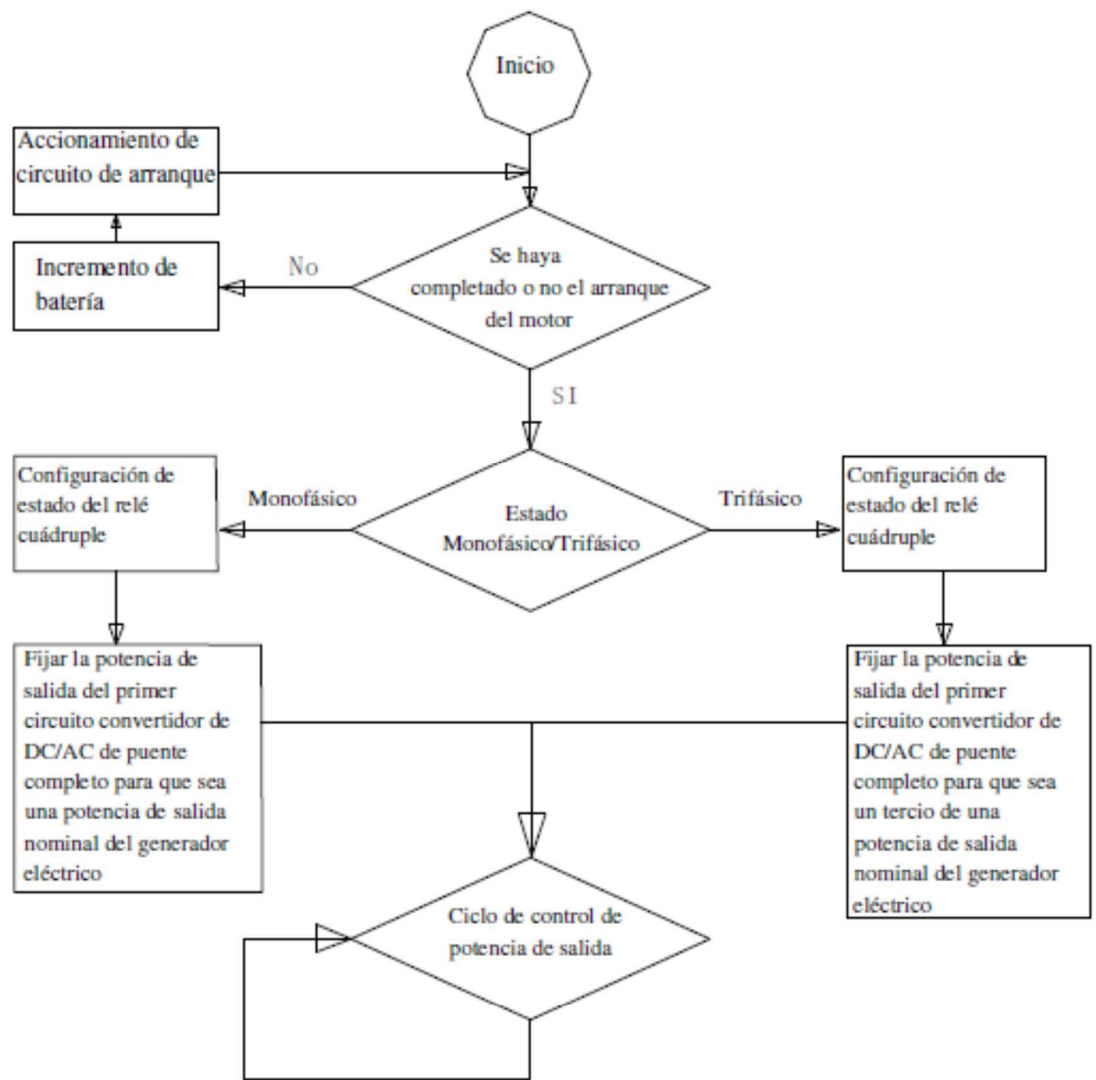 Inicio
Accionamiento de
circuito de arranque
Incremento de
batería
No
Se haya
completado o no el arranque
del motor
SI
Configuración de
estado del relé
cuádruple
Monofásico
Estado
Monofásico/Trifásico
Trifásico
Configuración de
estado del relé
cuádruple
Fijar la potencia de
salida del primer
circuito convertidor de
DC/AC de puente
completo para que sea
una potencia de salida
nominal del generador
eléctrico
Fijar la potencia de
salida del primer
circuito convertidor de
DC/AC de puente
completo para que sea
un tercio de una
potencia de salida
nominal del generador
eléctrico
Ciclo de control de
potencia de salida